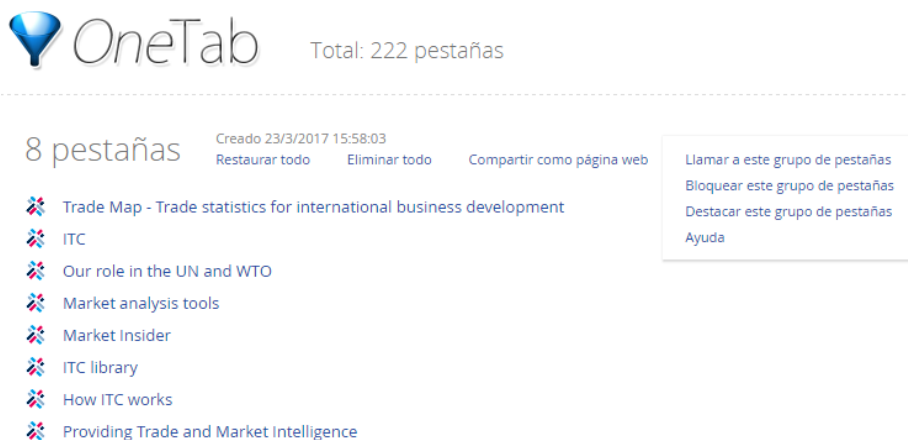 OneTab
Total: 222 pestañas
8 pestañas
Creado 23/3/2017 15:58:03
Restaurar todo Eliminar todo Compartir como página web
Llamar a este grupo de pestañas
Bloquear este grupo de pestañas
Destacar este grupo de pestañas
Ayuda
Trade Map - Trade statistics for international business development
ITC
Our role in the UN and WTO
Market analysis tools
Market Insider
ITC library
How ITC works
Providing Trade and Market Intelligence